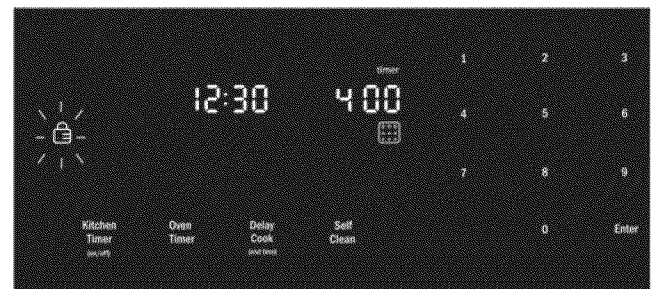 timer
12:30
4 00
1 2 3
4 5 6
7 8 9
Kitchen Timer (on/off)
Oven Timer
Delay Cook (end time)
Self Clean
0 Enter